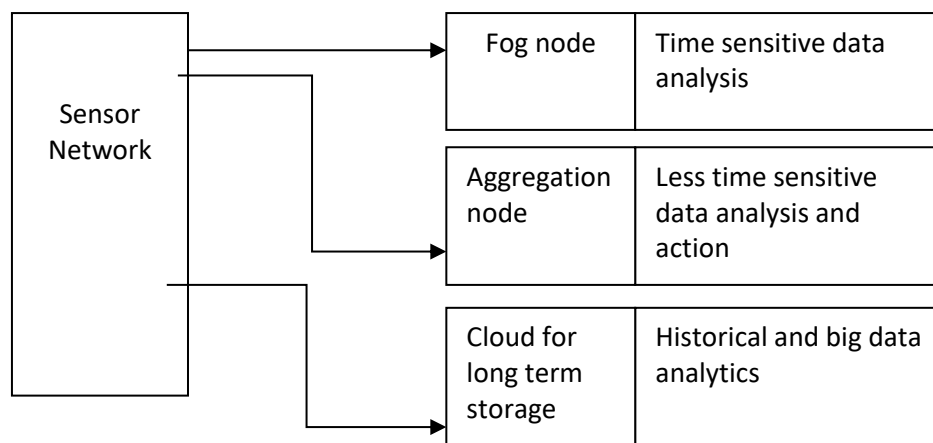 Sensor
Network
Fog node
Time sensitive data
analysis
Aggregation
node
Less time sensitive
data analysis and
action
Cloud for
long term
storage
Historical and big data
analytics